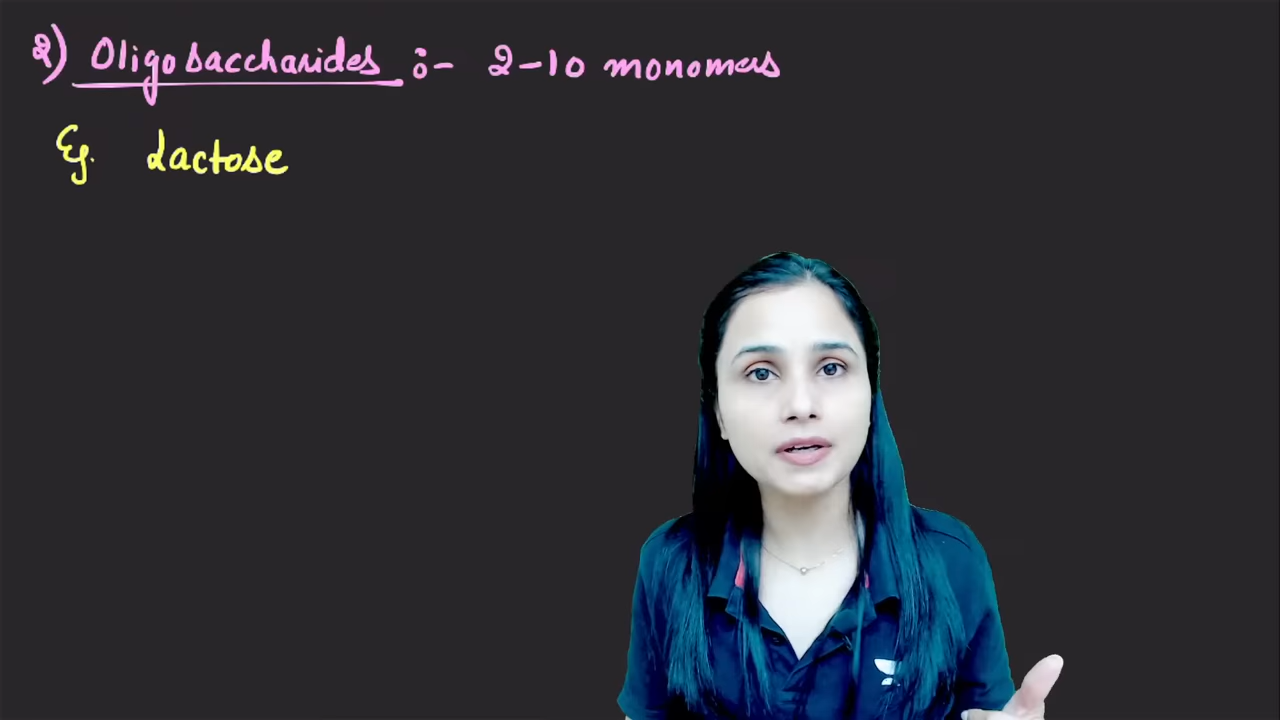 2) Oligosaccharides :- 2-10 monomers
Eg. Lactose